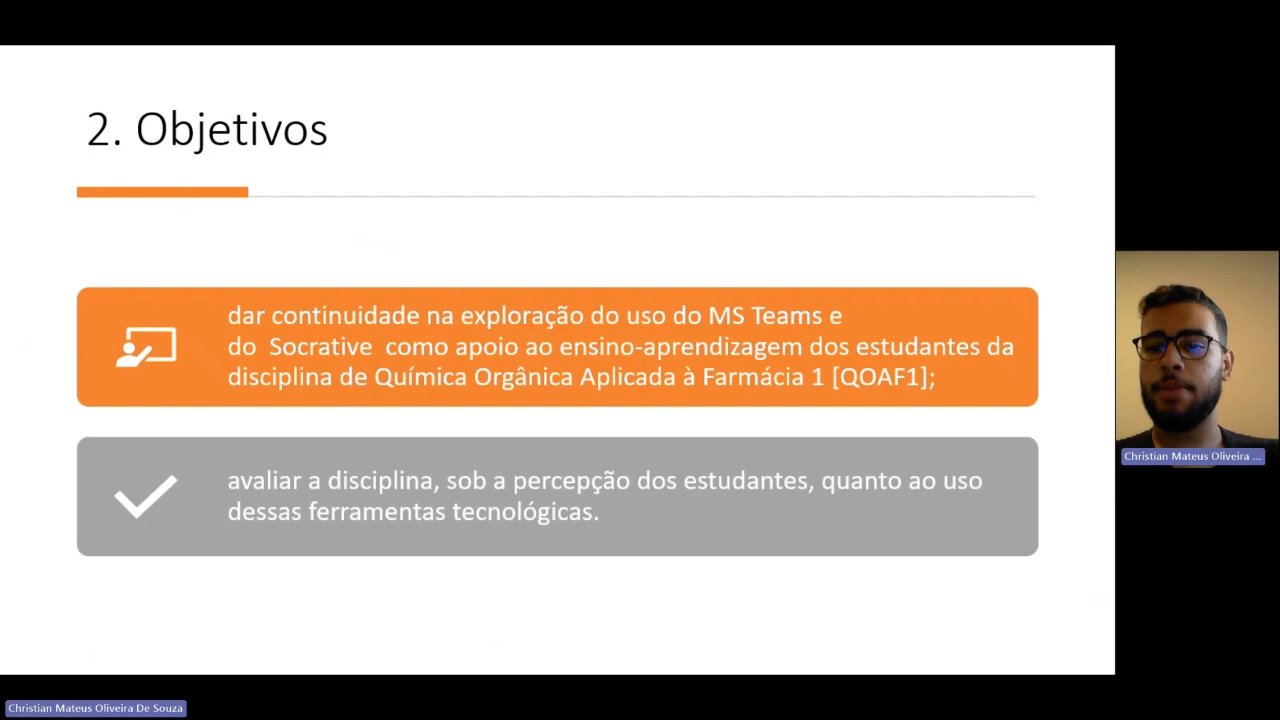 2. Objetivos
dar continuidade na exploração do uso do MS Teams e
do Socrative como apoio ao ensino-aprendizagem dos estudantes da
disciplina de Química Orgânica Aplicada à Farmácia 1 [QOAF1];
avaliar a disciplina, sob a percepção dos estudantes, quanto ao uso
dessas ferramentas tecnológicas.
Christian Mateus Oliveira ...
Christian Mateus Oliveira De Souza